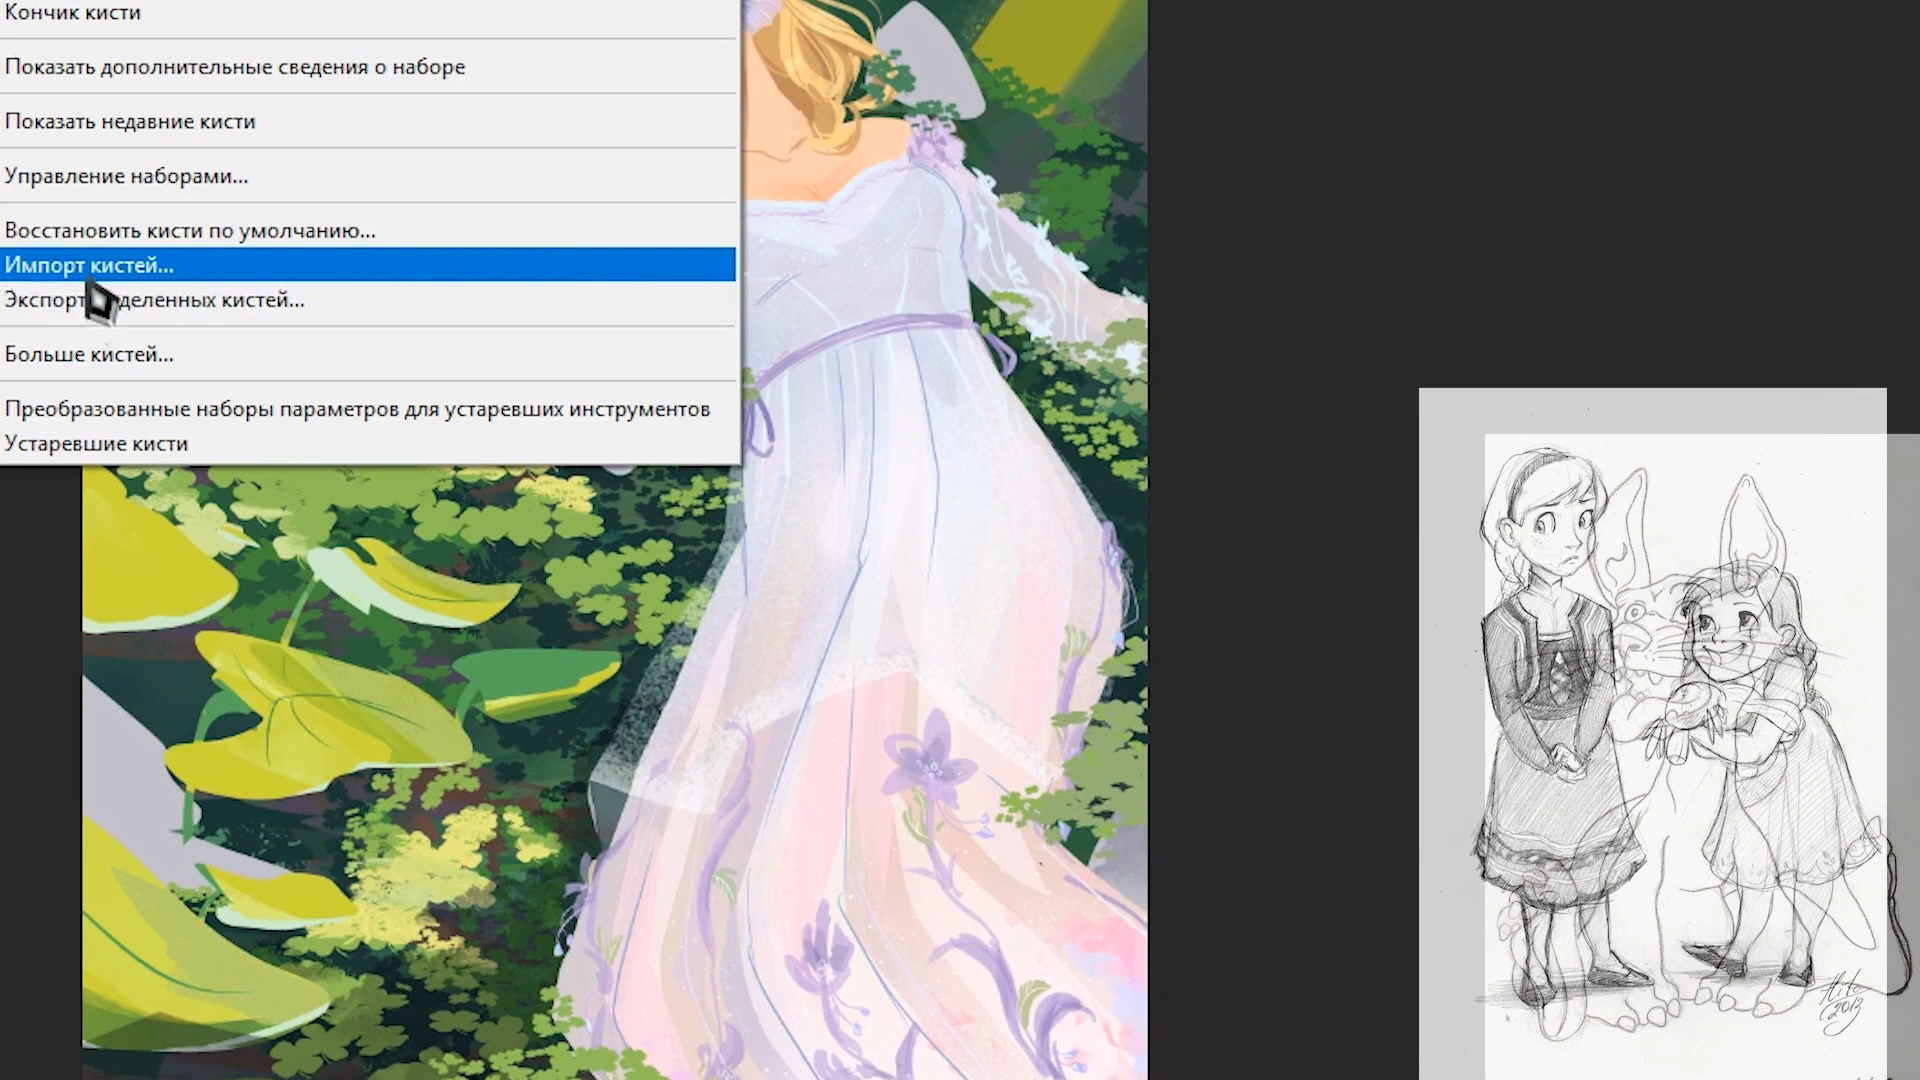 Кончик кисти
Показать дополнительные сведения о наборе
Показать недавние кисти
Управление наборами...
Восстановить кисти по умолчанию...
Импорт кистей...
Экспорт деленных кистей...
Больше кистей...
Преобразованные наборы параметров для устаревших инструментов
Устаревшие кисти
2013